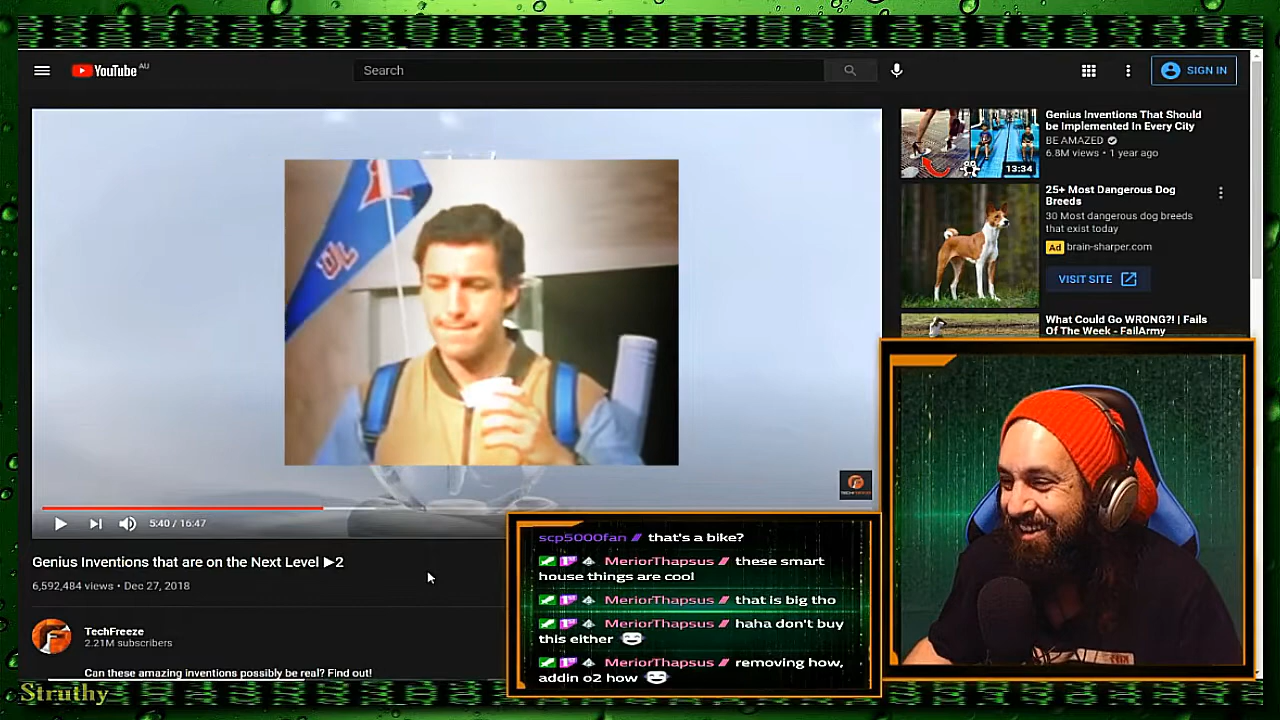 YouTube AU
Search
SIGN IN
Genius Inventions That Should
be Implemented In Every City
BE AMAZED
6.8M views • 1 year ago
13:34
25+ Most Dangerous Dog
Breeds
30 Most dangerous dog breeds
that exist today
Ad brain-sharper.com
VISIT SITE
What Could Go WRONG?! | Fails
Of The Week - FailArmy
5:40 / 16:47
Genius Inventions that are on the Next Level ▶2
6,592,484 views • Dec 27, 2018
TechFreeze
2.21M subscribers
Can these amazing inventions possibly be real? Find out!
scp5000fan // that's a bike?
MeriorThapsus // these smart
house things are cool
MeriorThapsus // that is big tho
MeriorThapsus // haha don't buy
this either
MeriorThapsus // removing how,
addin o2 how
Struthy